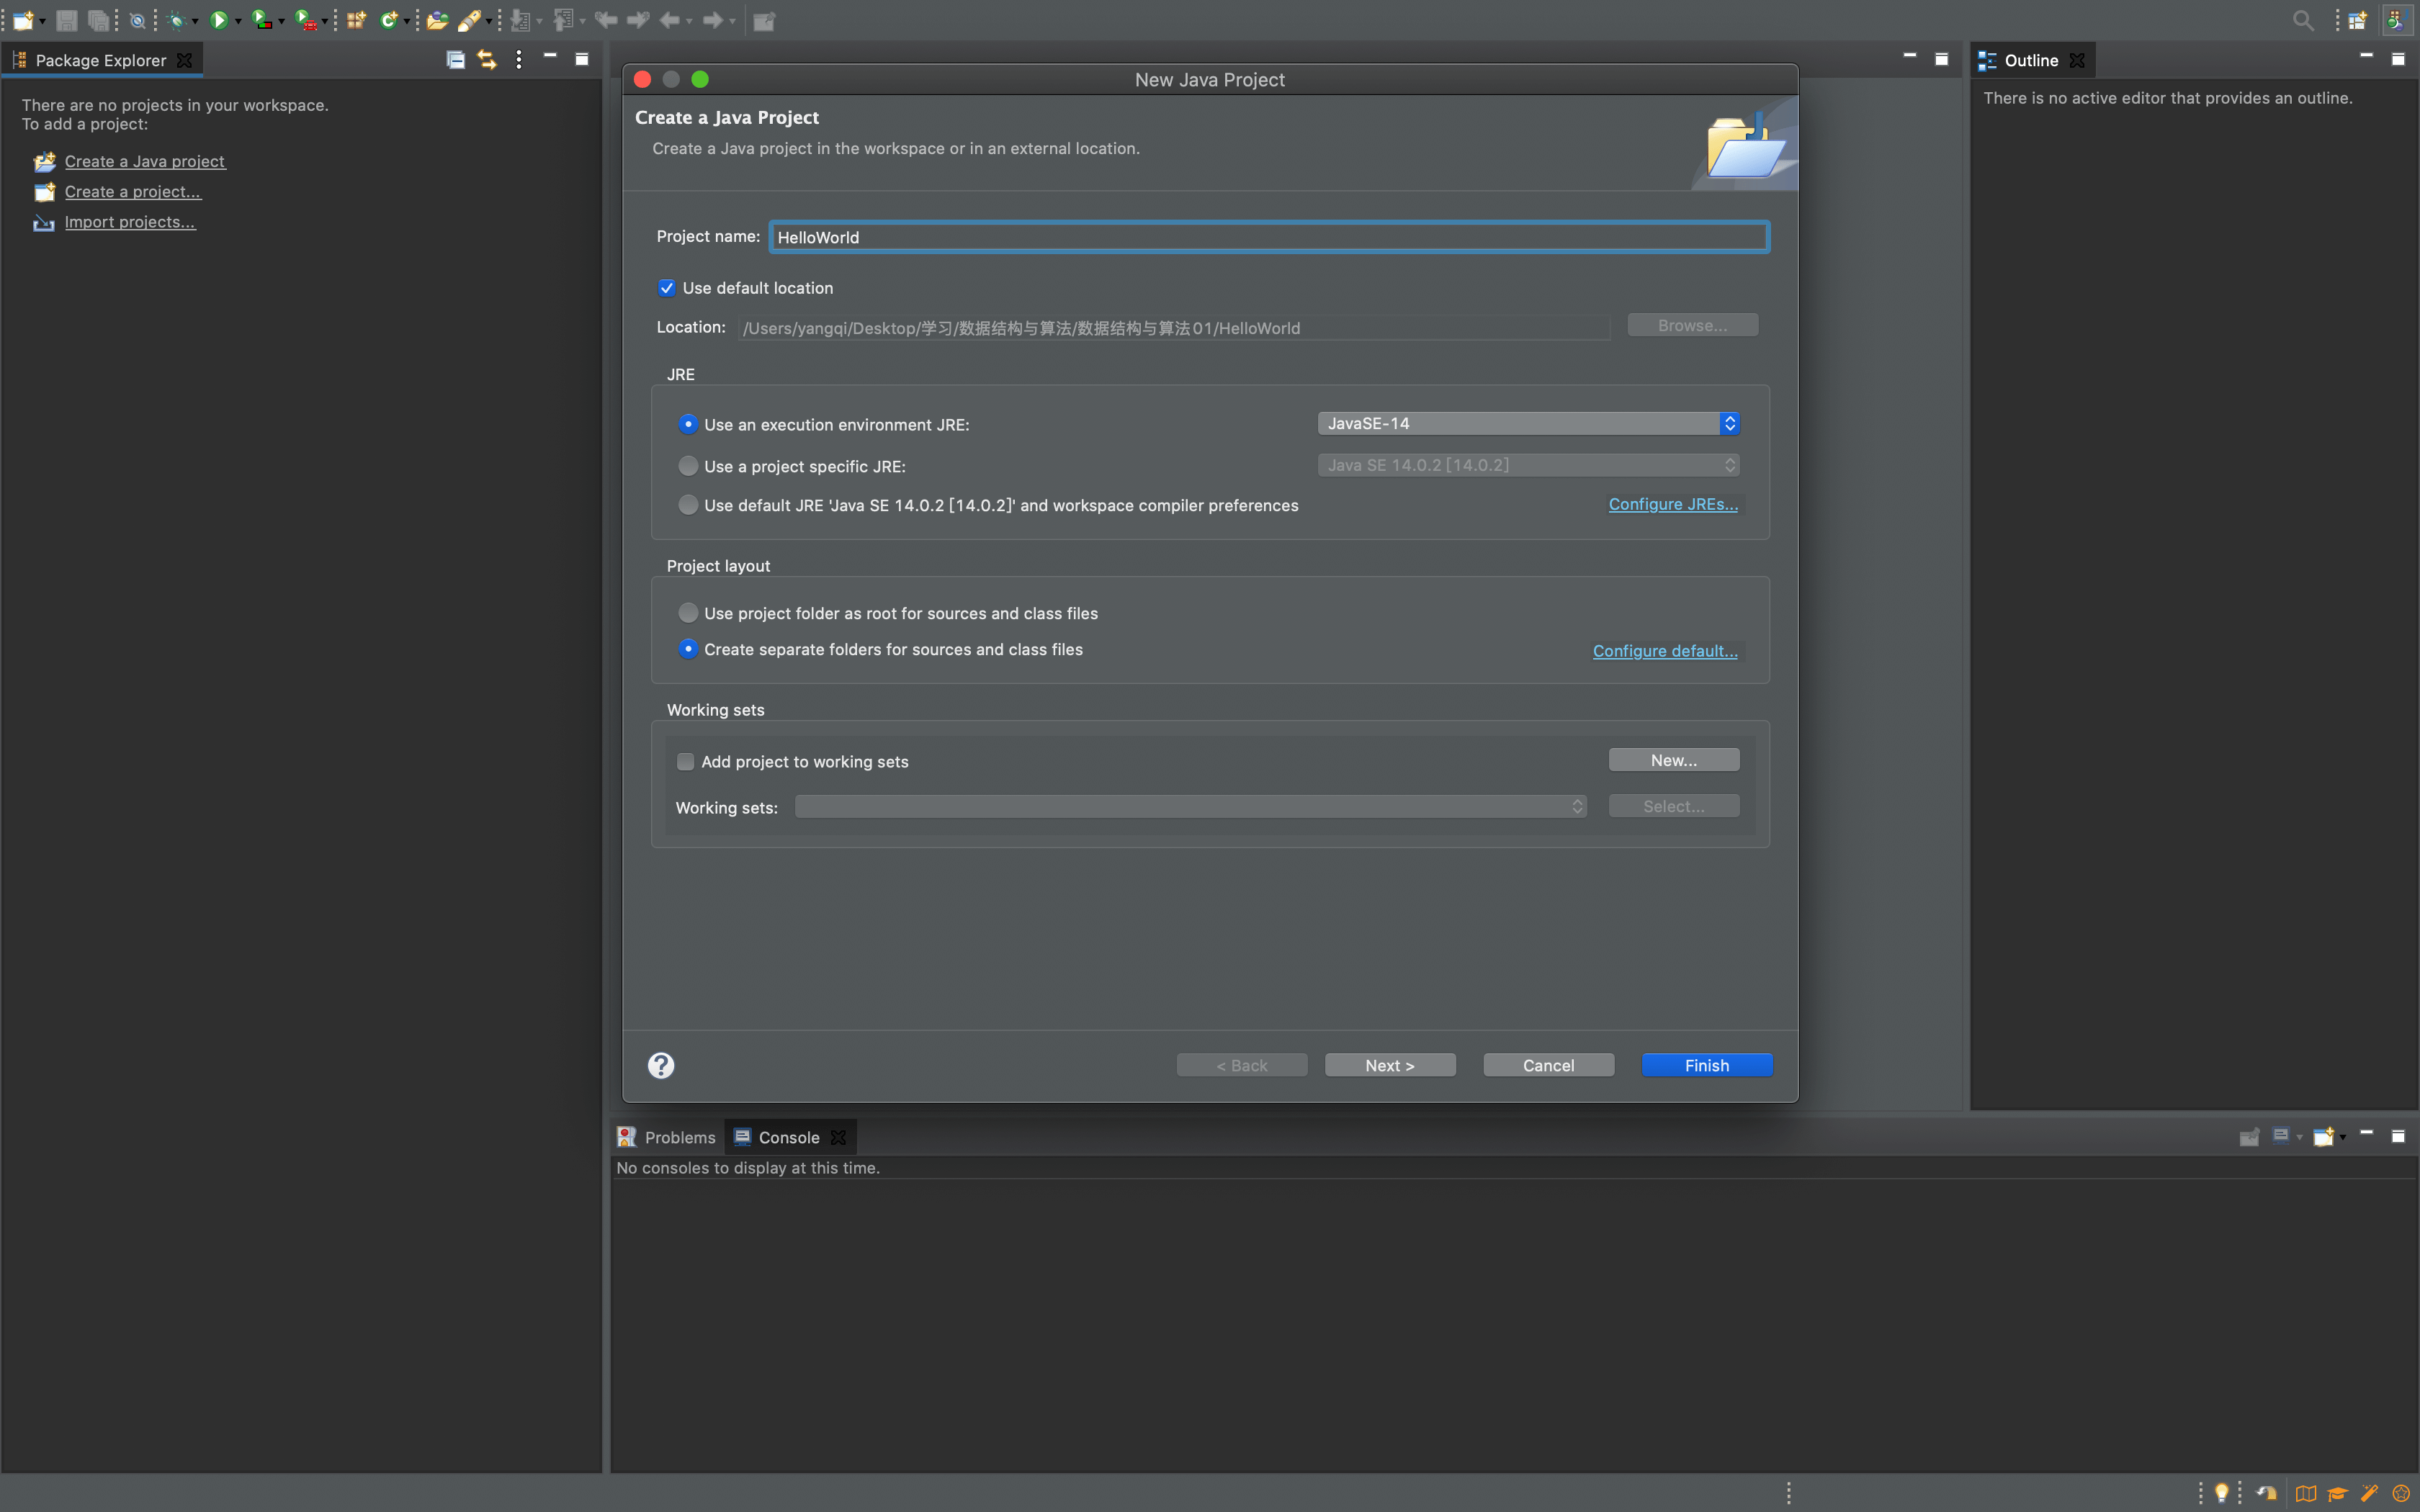 Package Explorer
There are no projects in your workspace.
To add a project:
Create a Java project
Create a project...
Import projects...
New Java Project
Create a Java Project
Create a Java project in the workspace or in an external location.
Project name: HelloWorld
Use default location
Location: /Users/yangqi/Desktop/学习/数据结构与算法/数据结构与算法01/HelloWorld Browse...
JRE
Use an execution environment JRE: JavaSE-14
Use a project specific JRE: Java SE 14.0.2 [14.0.2]
Use default JRE 'Java SE 14.0.2 [14.0.2]' and workspace compiler preferences Configure JREs...
Project layout
Use project folder as root for sources and class files
Create separate folders for sources and class files Configure default...
Working sets
Add project to working sets New...
Working sets: Select...
? < Back Next > Cancel Finish
Outline
There is no active editor that provides an outline.
Problems Console
No consoles to display at this time.